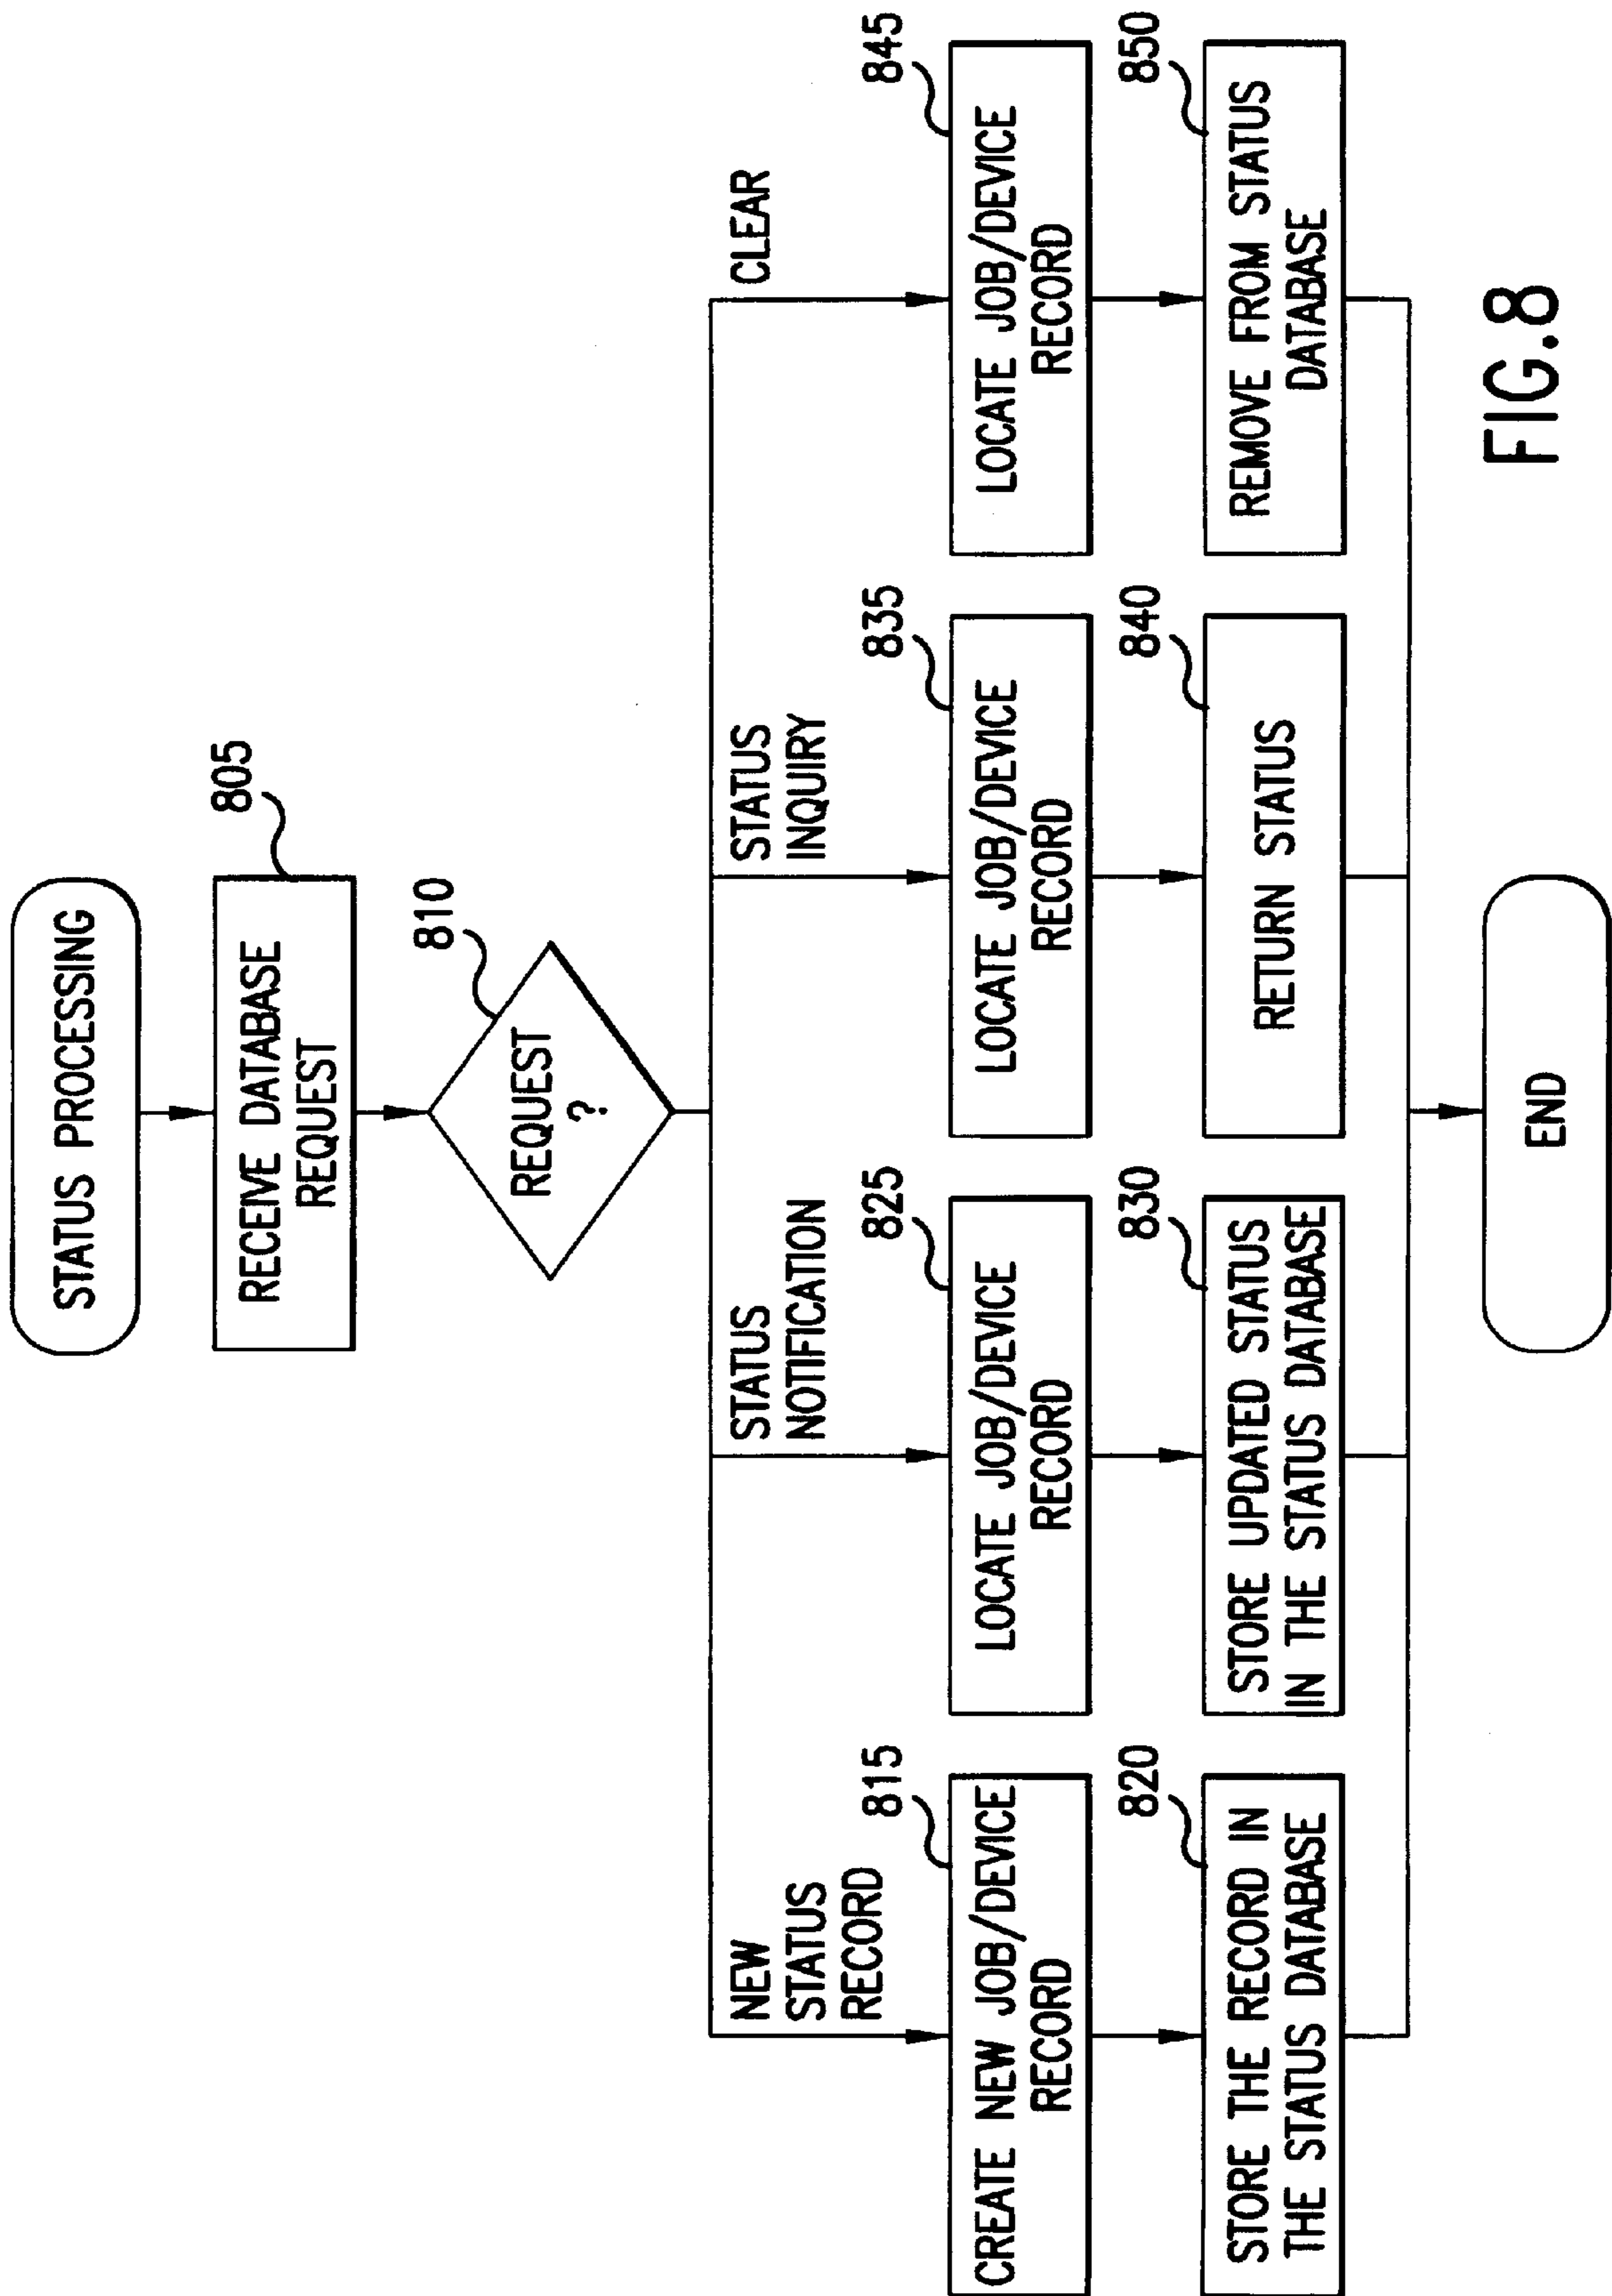 STATUS PROCESSING
805
RECEIVE DATABASE
REQUEST
810
REQUEST
?
NEW
STATUS
RECORD
STATUS
NOTIFICATION
STATUS
INQUIRY
CLEAR
815
CREATE NEW JOB/DEVICE
RECORD
825
LOCATE JOB/DEVICE
RECORD
835
LOCATE JOB/DEVICE
RECORD
845
LOCATE JOB/DEVICE
RECORD
820
STORE THE RECORD IN
THE STATUS DATABASE
830
STORE UPDATED STATUS
IN THE STATUS DATABASE
840
RETURN STATUS
850
REMOVE FROM STATUS
DATABASE
END
FIG.8